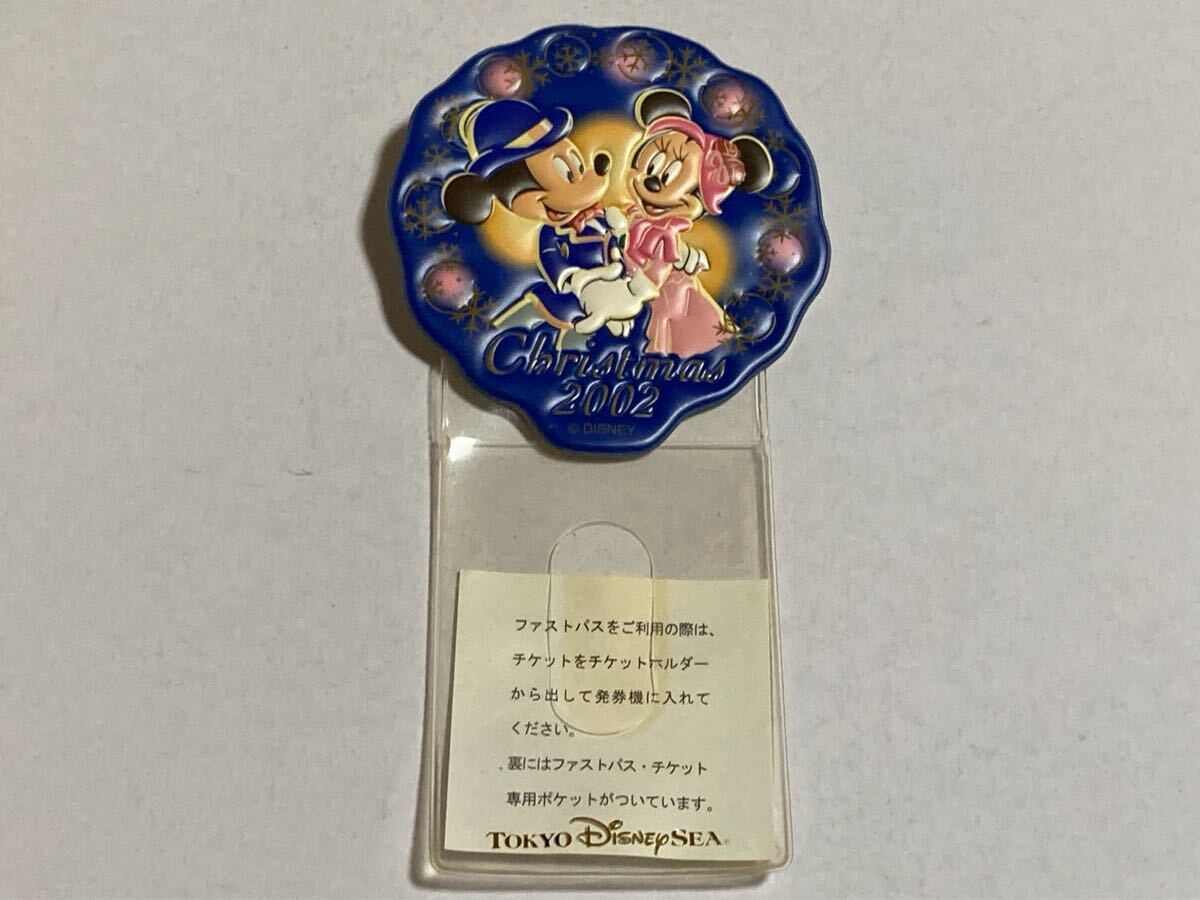 Christmas
2002
© DISNEY
ファストパスをご利用の際は、
チケットをチケットホルダー
から出して発券機に入れて
ください。
裏にはファストパス・チケット
専用ポケットがついています。
TOKYO DISNEY SEA®